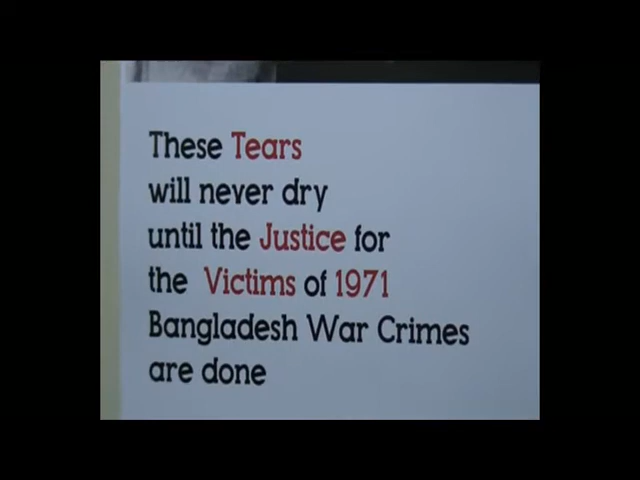 These Tears
will never dry
until the Justice for
the Victims of 1971
Bangladesh War Crimes
are done